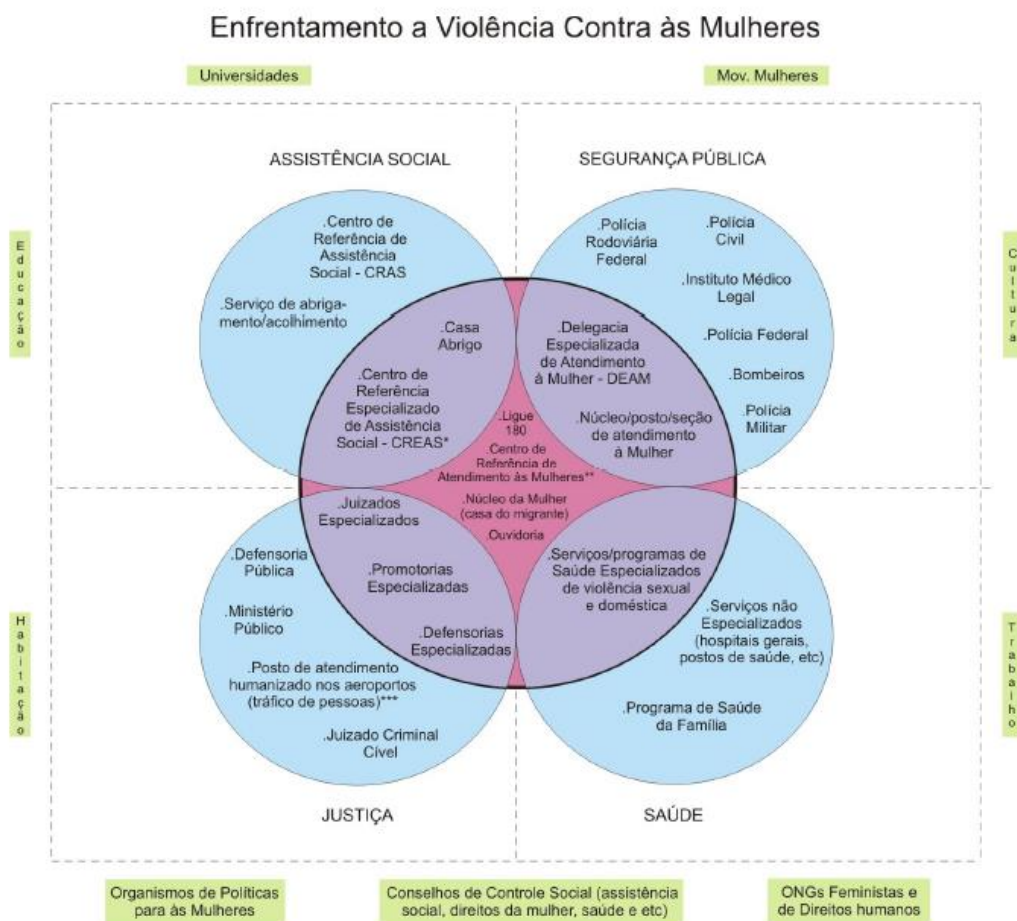 Enfrentamento a Violência Contra às Mulheres
Universidades
Mov. Mulheres
ASSISTÊNCIA SOCIAL
SEGURANÇA PÚBLICA
Educação
Cultura
.Centro de
Referência de
Assistência
Social - CRAS
.Serviço de abriga-
mento/acolhimento
.Casa
Abrigo
.Centro de
Referência
Especializado
de Assistência
Social - CREAS*
.Polícia
Rodoviária
Federal
.Polícia
Civil
.Instituto Médico
Legal
.Polícia Federal
.Bombeiros
.Polícia
Militar
.Delegacia
Especializada
de Atendimento
à Mulher - DEAM
.Núcleo/posto/seção
de atendimento
à Mulher
.Ligue
180
.Centro de
Referência de
Atendimento às Mulheres**
.Núcleo da Mulher
(casa do migrante)
.Ouvidoria
.Juizados
Especializados
.Promotorias
Especializadas
.Defensorias
Especializadas
.Defensoria
Pública
.Ministério
Público
.Posto de atendimento
humanizado nos aeroportos
(tráfico de pessoas)***
.Juizado Criminal
Cível
.Serviços/programas de
Saúde Especializados
de violência sexual
e doméstica
.Serviços não
Especializados
(hospitais gerais,
postos de saúde, etc)
.Programa de Saúde
da Família
Habitação
Trabalho
JUSTIÇA
SAÚDE
Organismos de Políticas
para às Mulheres
Conselhos de Controle Social (assistência
social, direitos da mulher, saúde e etc)
ONGs Feministas e
de Direitos humanos